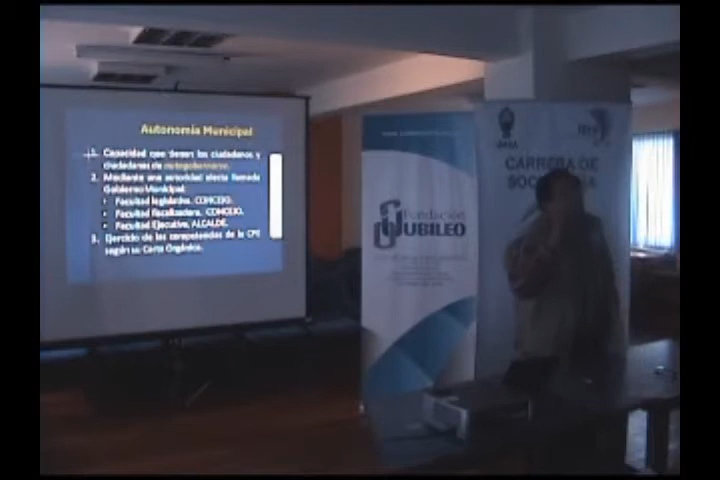 Autonomía Municipal
1. Capacidad que tienen los ciudadanos y
ciudadanas de autogobernarse.
2. Mediante una autoridad electa llamada
Gobierno Municipal:
• Facultad legislativa, CONCEJO.
• Facultad fiscalizadora, CONCEJO.
• Facultad Ejecutiva, ALCALDE.
3. Ejercicio de las competencias de la CPE
según su Carta Orgánica.
Fundación
JUBILEO
CARRERA DE